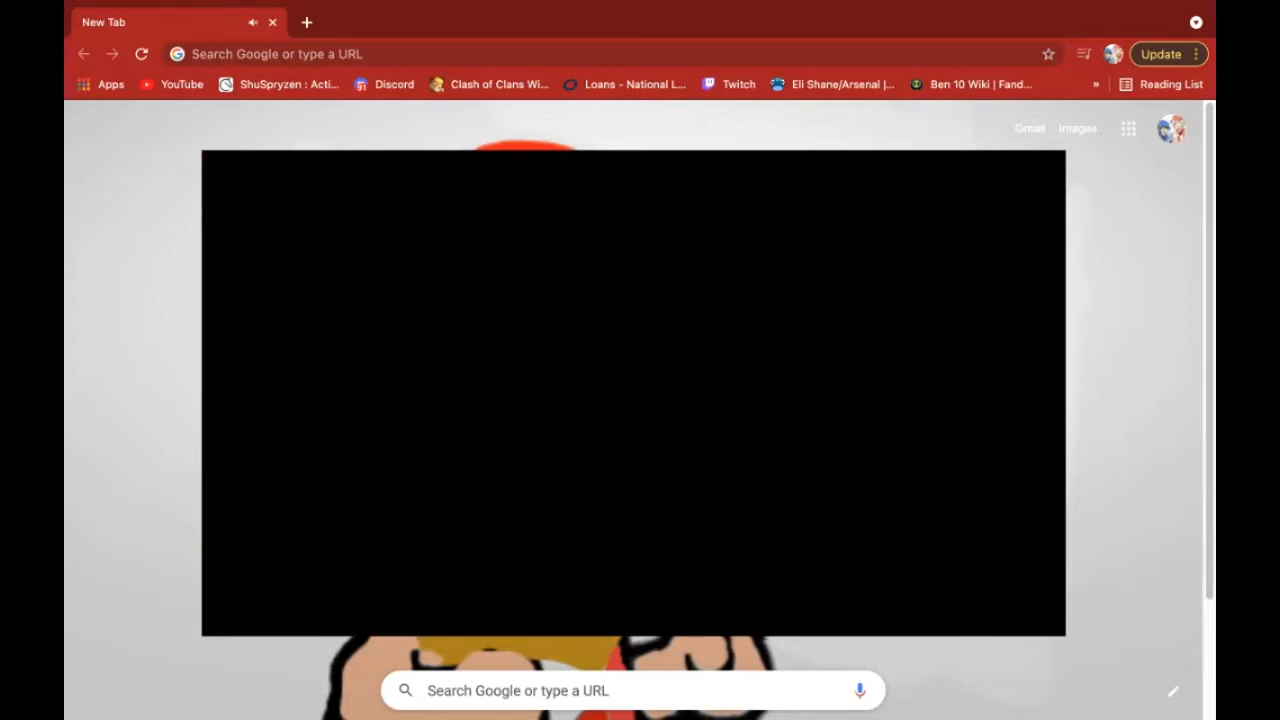 New Tab
Search Google or type a URL
Update
Apps
YouTube
ShuSpryzen : Acti...
Discord
Clash of Clans Wi...
Loans - National L...
Twitch
Eli Shane/Arsenal |...
Ben 10 Wiki | Fand...
»
Reading List
Gmail
Images
Search Google or type a URL